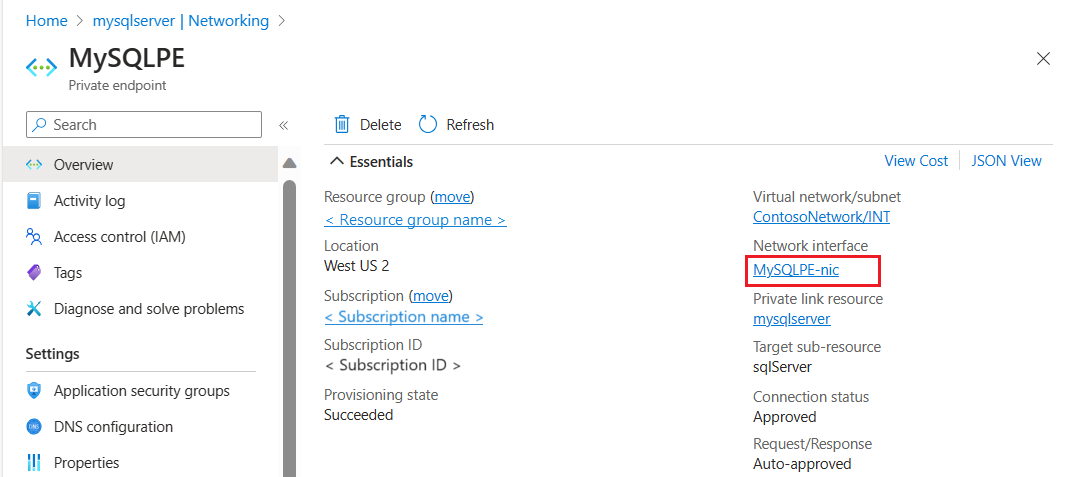 Home > mysqlserver | Networking >
MySQLPE
Private endpoint
Search
«
Overview
Activity log
Access control (IAM)
Tags
Diagnose and solve problems
Settings
Application security groups
DNS configuration
Properties
Delete
Refresh
Essentials
View Cost
JSON View
Resource group (move)
< Resource group name >
Location
West US 2
Subscription (move)
< Subscription name >
Subscription ID
< Subscription ID >
Provisioning state
Succeeded
Virtual network/subnet
ContosoNetwork/INT
Network interface
MySQLPE-nic
Private link resource
mysqlserver
Target sub-resource
sqlServer
Connection status
Approved
Request/Response
Auto-approved